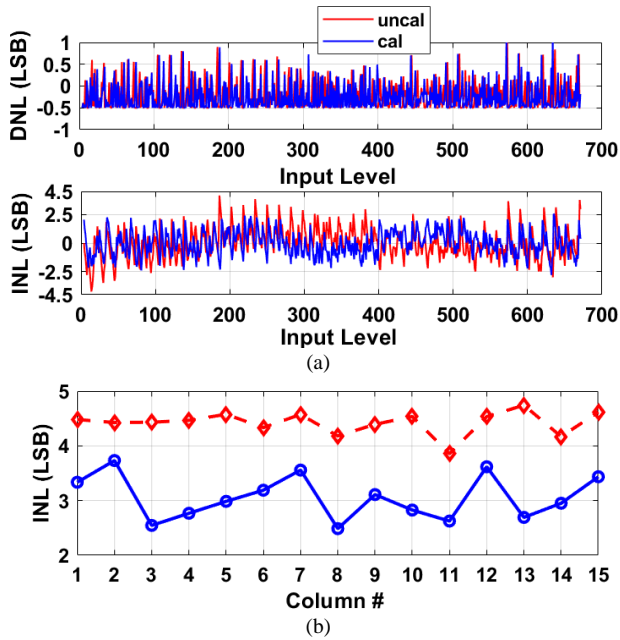 uncal
cal
DNL (LSB)
1
0.5
0
-0.5
-1
0 100 200 300 400 500 600 700
Input Level
INL (LSB)
4.5
2.5
0
-2.5
-4.5
0 100 200 300 400 500 600 700
Input Level
(a)
INL (LSB)
5
4
3
2
1 2 3 4 5 6 7 8 9 10 11 12 13 14 15
Column #
(b)